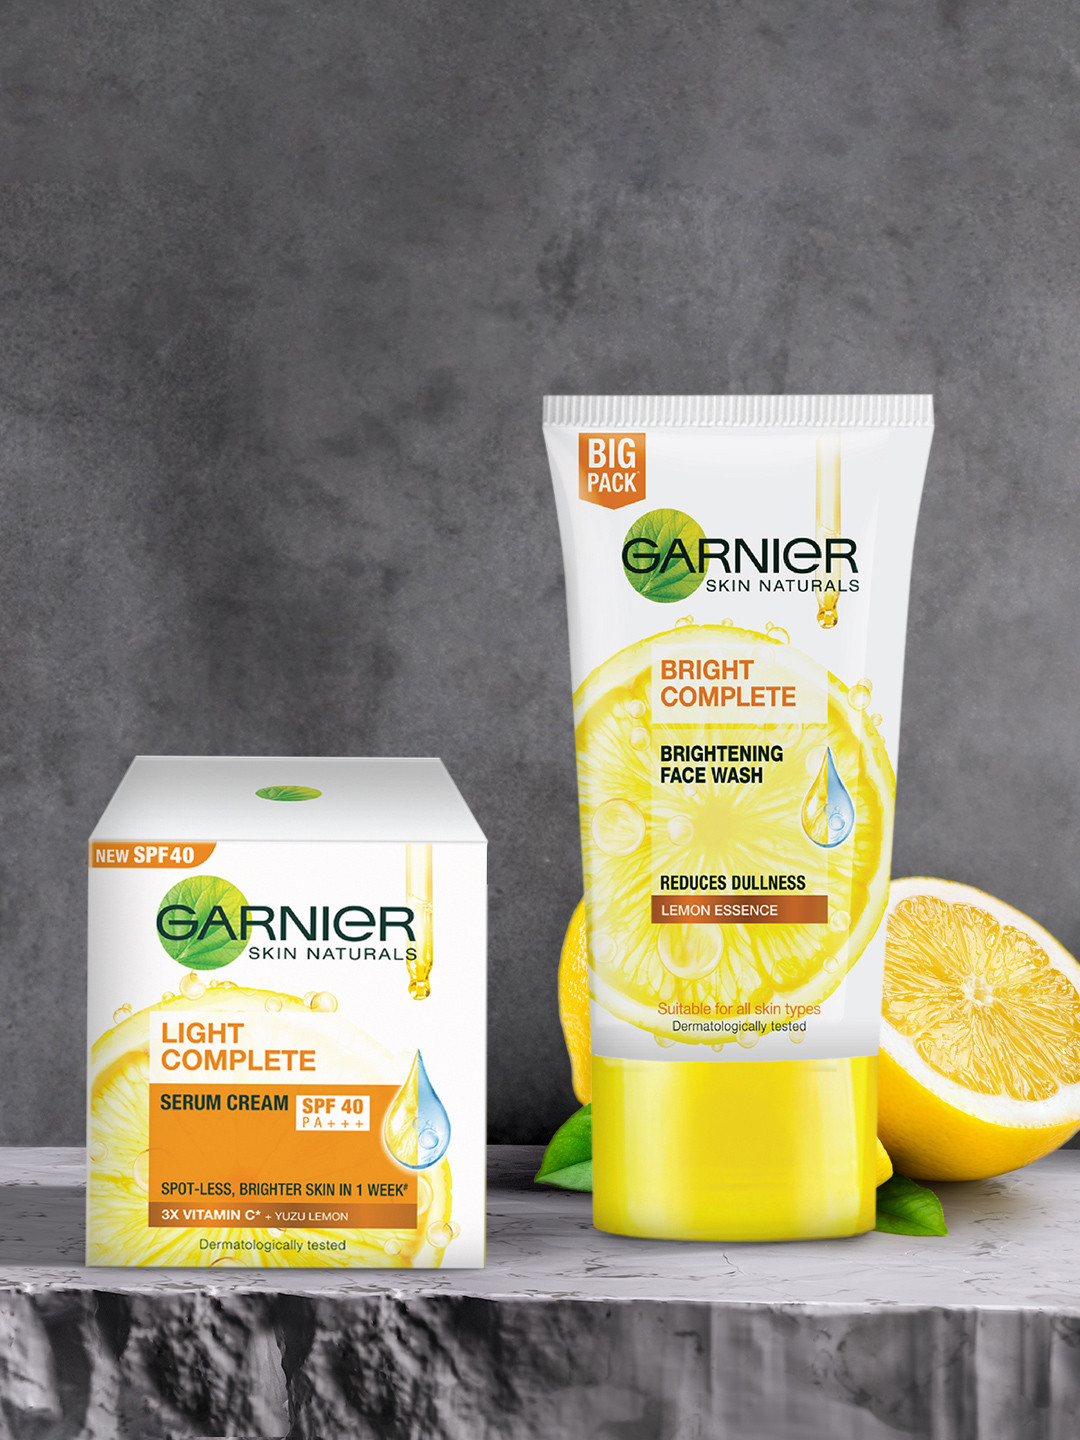 NEW SPF40
GARNIER
SKIN NATURALS
LIGHT
COMPLETE
SERUM CREAM
SPF 40
PA+++
SPOT-LESS, BRIGHTER SKIN IN 1 WEEK#
3X VITAMIN C* + YUZU LEMON
Dermatologically tested
BIG
PACK*
GARNIER
SKIN NATURALS
BRIGHT
COMPLETE
BRIGHTENING
FACE WASH
REDUCES DULLNESS
LEMON ESSENCE
Suitable for all skin types
Dermatologically tested